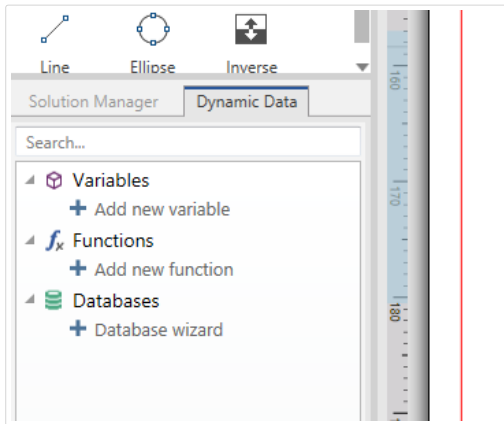 Line Ellipse Inverse
Solution Manager Dynamic Data
Search...
Variables
Add new variable
fx Functions
Add new function
Databases
Database wizard
160
170
180